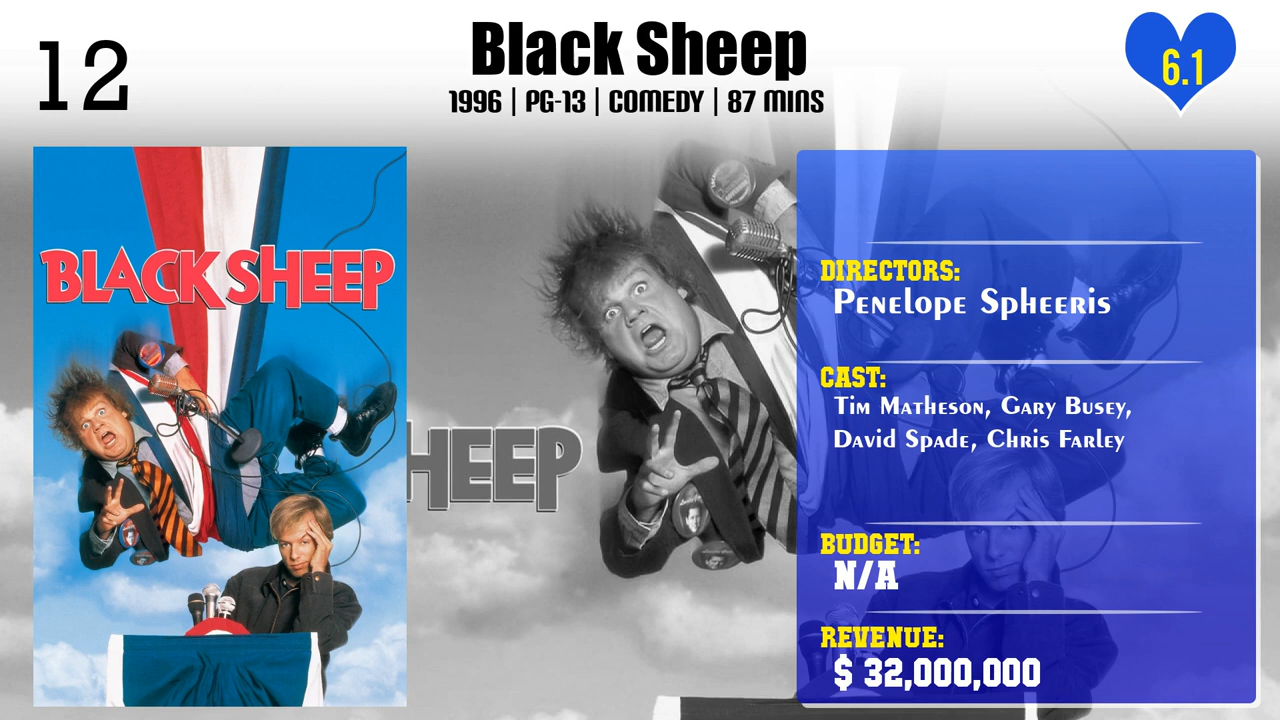 12
Black Sheep
1996 | PG-13 | COMEDY | 87 MINS
6.1
BLACK SHEEP
HEEP
DIRECTORS:
Penelope Spheeris
CAST:
Tim Matheson, Gary Busey,
David Spade, Chris Farley
BUDGET:
N/A
REVENUE:
$ 32,000,000